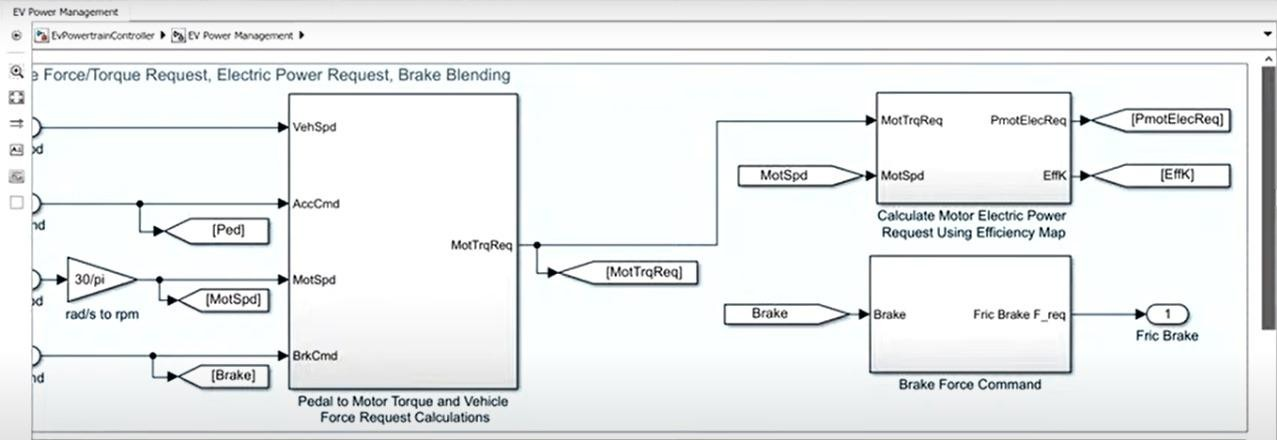 EV Power Management
EvPowertrainController
EV Power Management
e Force/Torque Request, Electric Power Request, Brake Blending
VehSpd
AccCmd
[Ped]
MotTrqReq
30/pi
MotSpd
[MotSpd]
rad/s to rpm
BrkCmd
[Brake]
Pedal to Motor Torque and Vehicle
Force Request Calculations
[MotTrqReq]
MotTrqReq
PmotElecReq
[PmotElecReq]
MotSpd
MotSpd
EffK
[EffK]
Calculate Motor Electric Power
Request Using Efficiency Map
Brake
Brake
Fric Brake F_req
1
Fric Brake
Brake Force Command